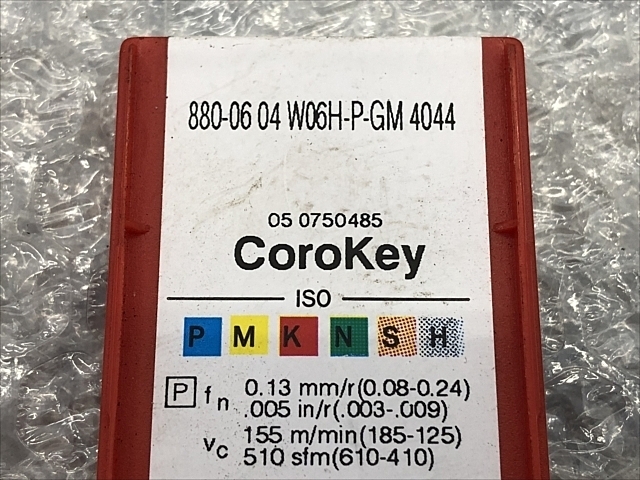 880-06 04 W06H-P-GM 4044
05 0750485
CoroKey
ISO
P M K N S H
P fn 0.13 mm/r(0.08-0.24)
.005 in/r(.003-.009)
vc 155 m/min(185-125)
510 sfm(610-410)